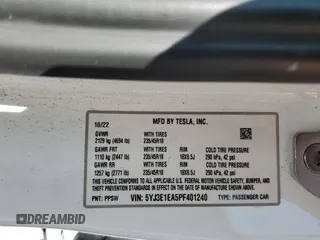 MFD BY TESLA, INC.
10/22
GVWR WITH TIRES
2129 kg (4694 lb) 235/45R18
GAWR FRT WITH TIRES RIM COLD TIRE PRESSURE
1110 kg (2447 lb) 235/45R18 18X8.5J 290 kPa, 42 psi
GAWR RR WITH TIRES RIM COLD TIRE PRESSURE
1257 kg (2771 lb) 235/45R18 18X8.5J 290 kPa, 42 psi
THIS VEHICLE CONFORMS TO ALL APPLICABLE FEDERAL MOTOR VEHICLE
SAFETY, BUMPER AND THEFT PREVENTION STANDARDS IN EFFECT ON
THE DATE OF MANUFACTURE SHOWN ABOVE.
PNT: PPSW VIN: 5YJ3E1EA5PF401240 TYPE: PASSENGER CAR
DEALERSHIP.CC